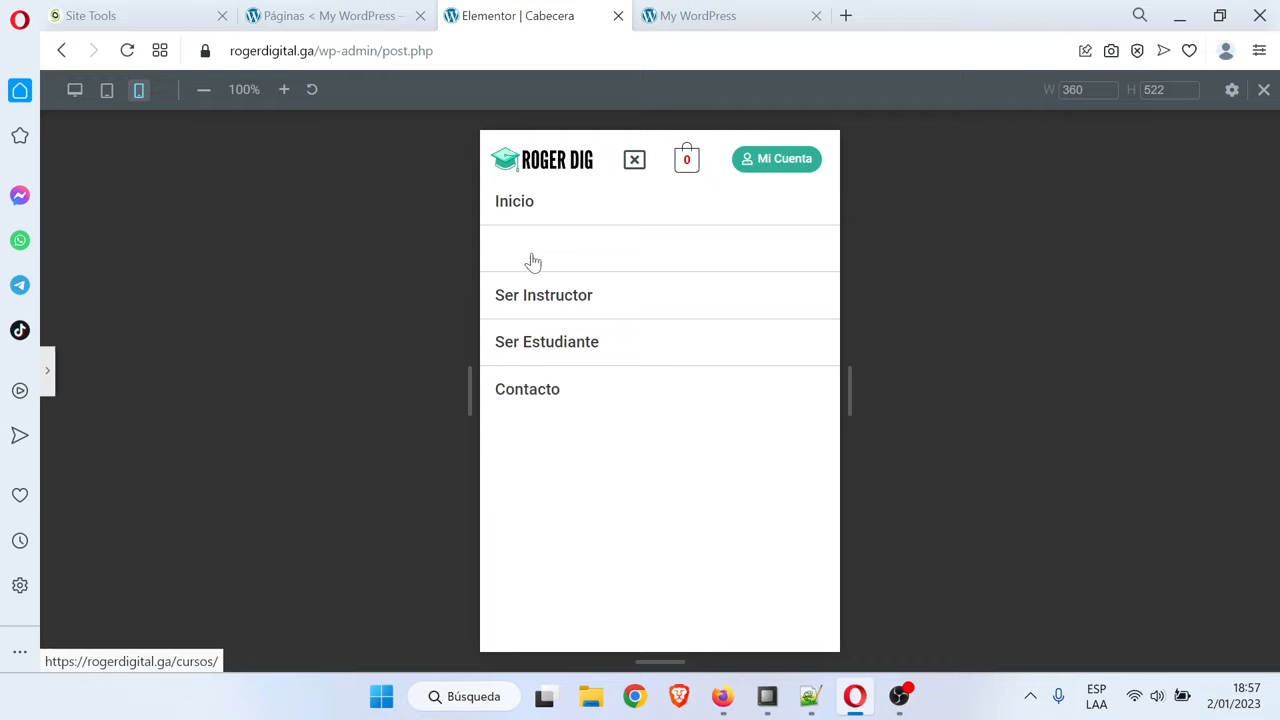 Site Tools
Páginas < My WordPress –
Elementor | Cabecera
My WordPress
rogerdigital.ga/wp-admin/post.php
100%
W 360
H 522
ROGER DIG
0
Mi Cuenta
Inicio
Ser Instructor
Ser Estudiante
Contacto
https://rogerdigital.ga/cursos/
Búsqueda
ESP
LAA
18:57
2/01/2023